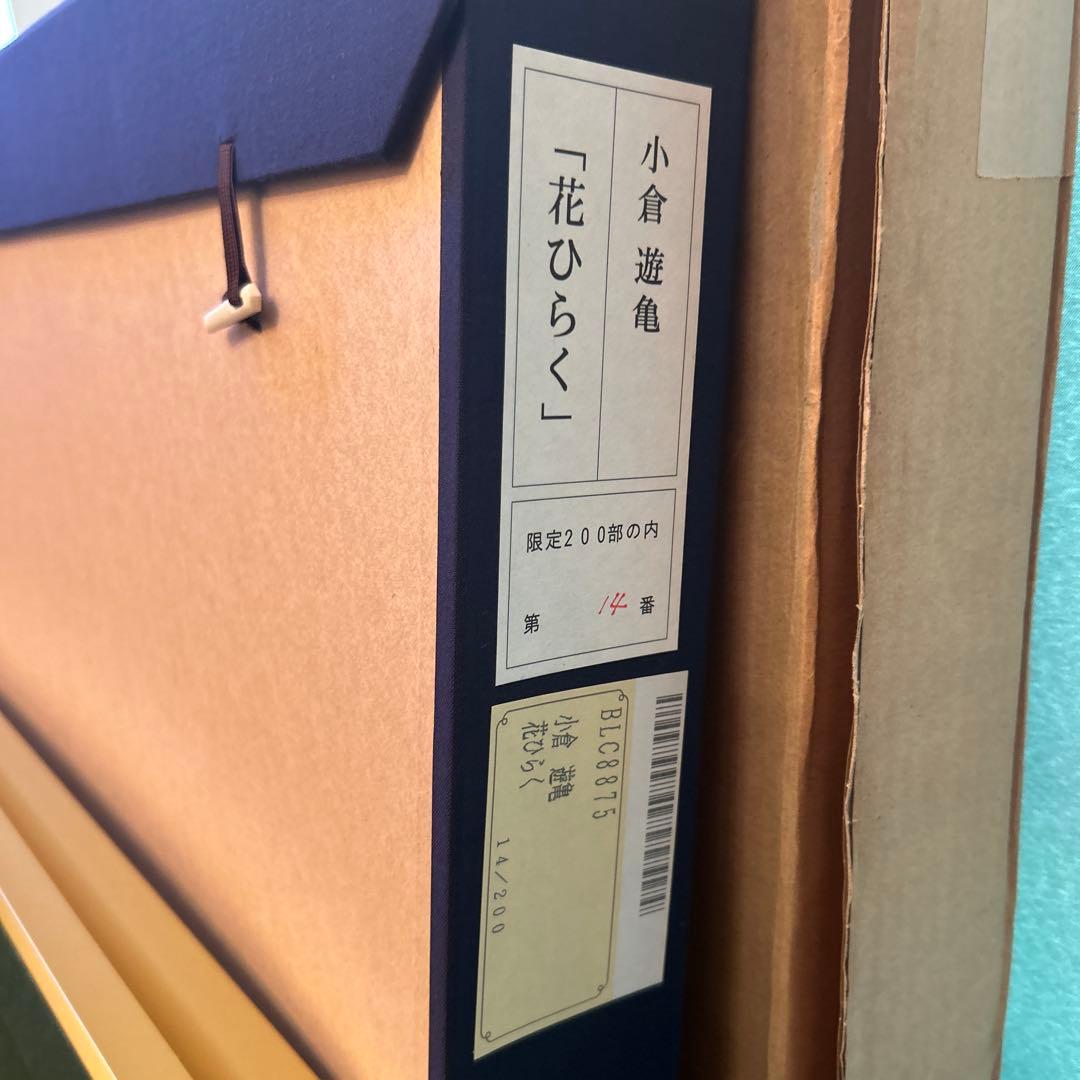 小倉 遊亀
「花ひらく」
限定200部の内
第 14 番
BLC8875
小倉 遊亀
花ひらく
14/200